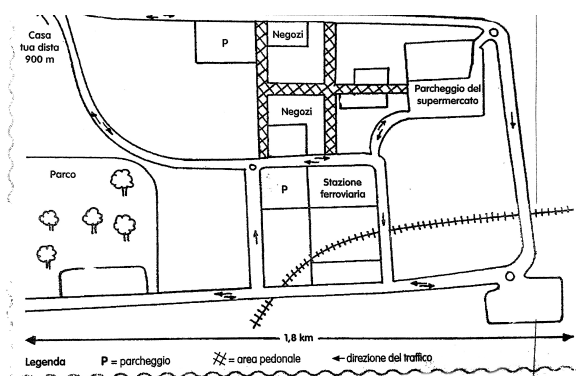 Casa
tua dista
900 m
P
Negozi
Negozi
Parcheggio del
supermercato
Parco
P
Stazione
ferroviaria
1,8 km
Legenda
P = parcheggio
= area pedonale
= direzione del traffico